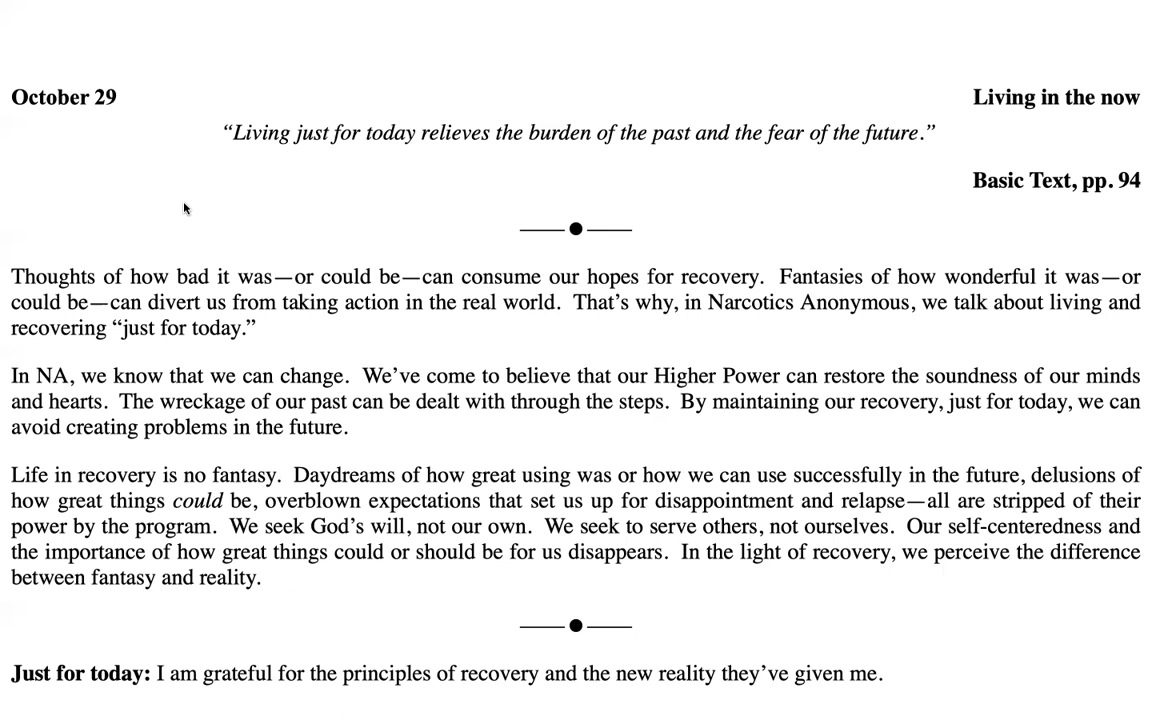 October 29 Living in the now
“Living just for today relieves the burden of the past and the fear of the future.”
Basic Text, pp. 94
Thoughts of how bad it was—or could be—can consume our hopes for recovery. Fantasies of how wonderful it was—or
could be—can divert us from taking action in the real world. That’s why, in Narcotics Anonymous, we talk about living and
recovering “just for today.”
In NA, we know that we can change. We’ve come to believe that our Higher Power can restore the soundness of our minds
and hearts. The wreckage of our past can be dealt with through the steps. By maintaining our recovery, just for today, we can
avoid creating problems in the future.
Life in recovery is no fantasy. Daydreams of how great using was or how we can use successfully in the future, delusions of
how great things could be, overblown expectations that set us up for disappointment and relapse—all are stripped of their
power by the program. We seek God’s will, not our own. We seek to serve others, not ourselves. Our self-centeredness and
the importance of how great things could or should be for us disappears. In the light of recovery, we perceive the difference
between fantasy and reality.
Just for today: I am grateful for the principles of recovery and the new reality they’ve given me.